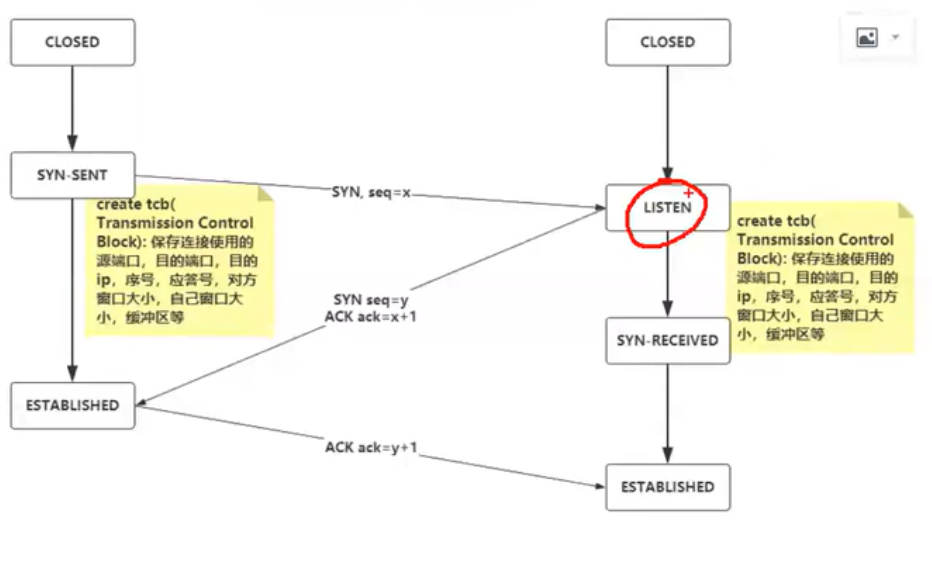 CLOSED
CLOSED
SYN-SENT
SYN, seq=x
LISTEN
create tcb(
Transmission Control
Block): 保存连接使用的
源端口，目的端口，目的
ip，序号，应答号，对方
窗口大小，自己窗口大
小，缓冲区等
create tcb(
Transmission Control
Block): 保存连接使用的
源端口，目的端口，目的
ip，序号，应答号，对方
窗口大小，自己窗口大
小，缓冲区等
SYN seq=y
ACK ack=x+1
SYN-RECEIVED
ESTABLISHED
ACK ack=y+1
ESTABLISHED